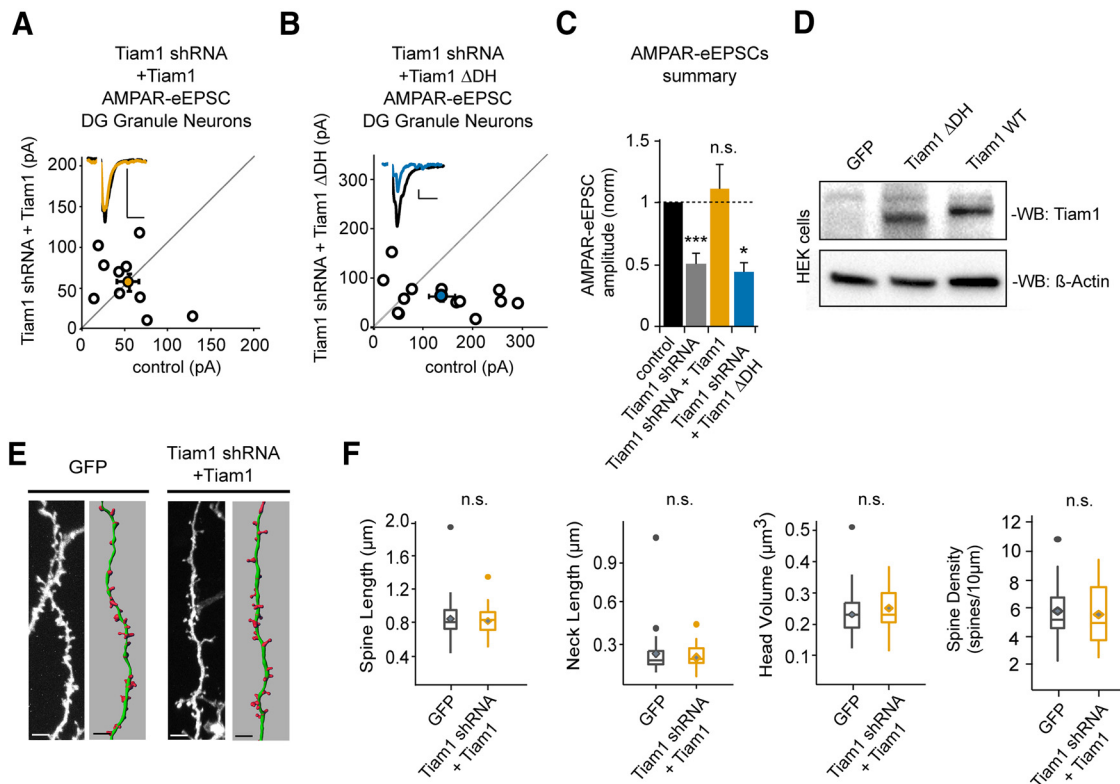 A
Tiam1 shRNA
+Tiam1
AMPAR-eEPSC
DG Granule Neurons
Tiam1 shRNA + Tiam1 (pA)
200
150
100
50
0
0 50 100 150 200
control (pA)
B
Tiam1 shRNA
+Tiam1 ΔDH
AMPAR-eEPSC
DG Granule Neurons
Tiam1 shRNA + Tiam1 ΔDH (pA)
300
200
100
0
0 100 200 300
control (pA)
C
AMPAR-eEPSCs
summary
AMPAR-eEPSC
amplitude (norm)
1.5
1
0.5
0
n.s.
***
*
control
Tiam1 shRNA
Tiam1 shRNA + Tiam1
Tiam1 shRNA
+ Tiam1 ΔDH
D
GFP
Tiam1 ΔDH
Tiam1 WT
HEK cells
-WB: Tiam1
-WB: ß-Actin
E
GFP
Tiam1 shRNA
+Tiam1
F
n.s.
Spine Length (µm)
2.0
1.6
1.2
0.8
0.4
GFP
Tiam1 shRNA
+ Tiam1
n.s.
Neck Length (µm)
0.9
0.6
0.3
GFP
Tiam1 shRNA
+ Tiam1
n.s.
Head Volume (µm³)
0.5
0.4
0.3
0.2
0.1
GFP
Tiam1 shRNA
+ Tiam1
n.s.
Spine Density
(spines/10µm)
12
10
8
6
4
2
GFP
Tiam1 shRNA
+ Tiam1